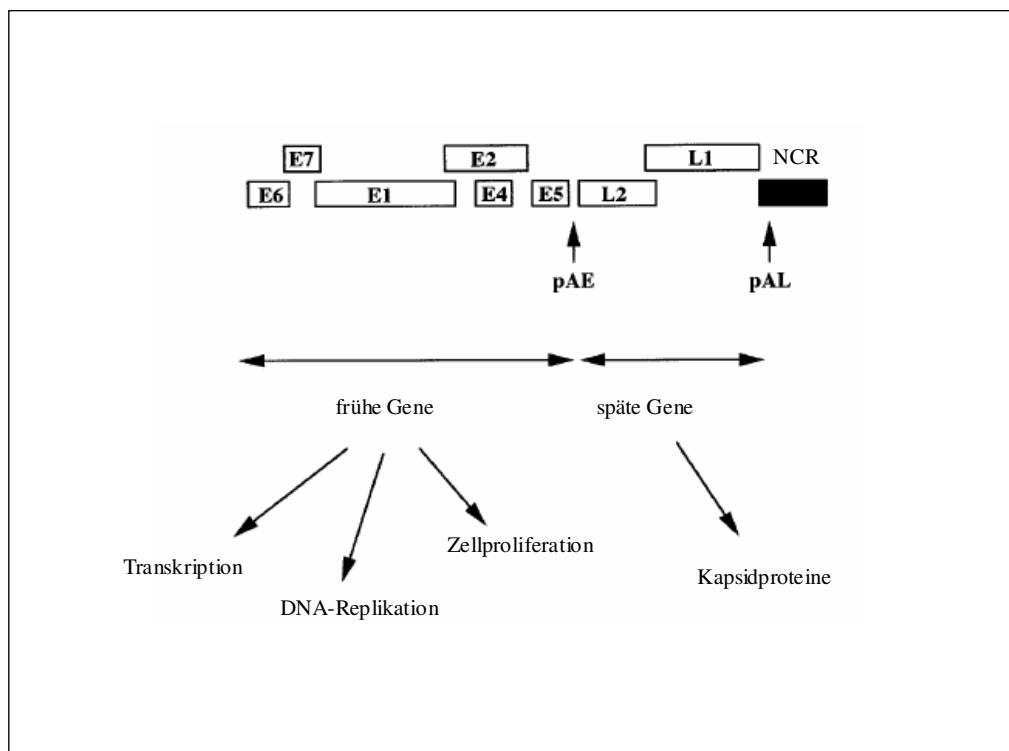 E7 E2 L1 NCR
E6 E1 E4 E5 L2
pAE pAL
frühe Gene späte Gene
Zellproliferation
Transkription Kapsidproteine
DNA-Replikation